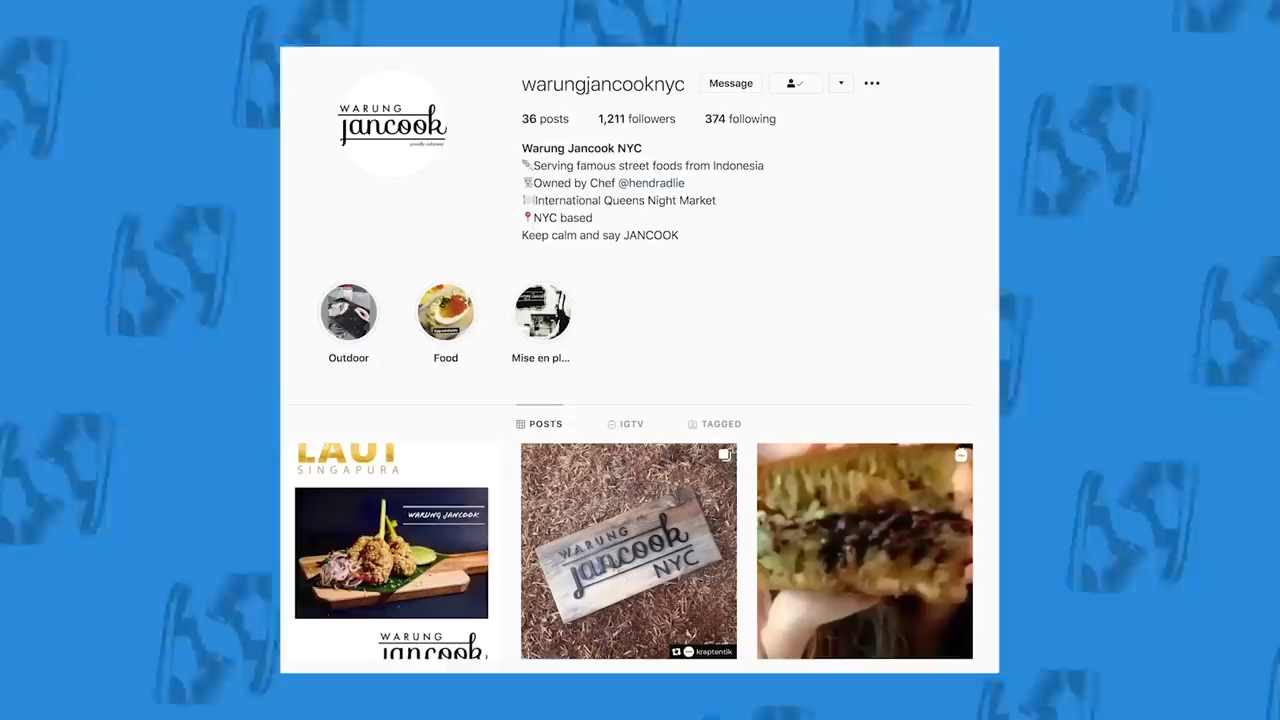 WARUNG
jancook
warungjancooknyc
Message
36 posts
1,211 followers
374 following
Warung Jancook NYC
Serving famous street foods from Indonesia
Owned by Chef @hendradlie
International Queens Night Market
NYC based
Keep calm and say JANCOOK
Outdoor
Food
Mise en pl...
POSTS
IGTV
TAGGED
LAUT
SINGAPURA
WARUNG JANCOOK
WARUNG
jancook
WARUNG
jancook
NYC
kraptentik